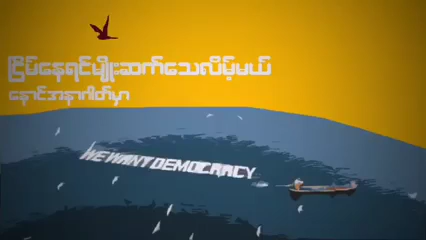 ငြိမ်နေရင်မျိုးဆက်သေလိမ့်မယ်
နောင်အနာဂါတ်မှာ
WE WANT DEMOCRACY